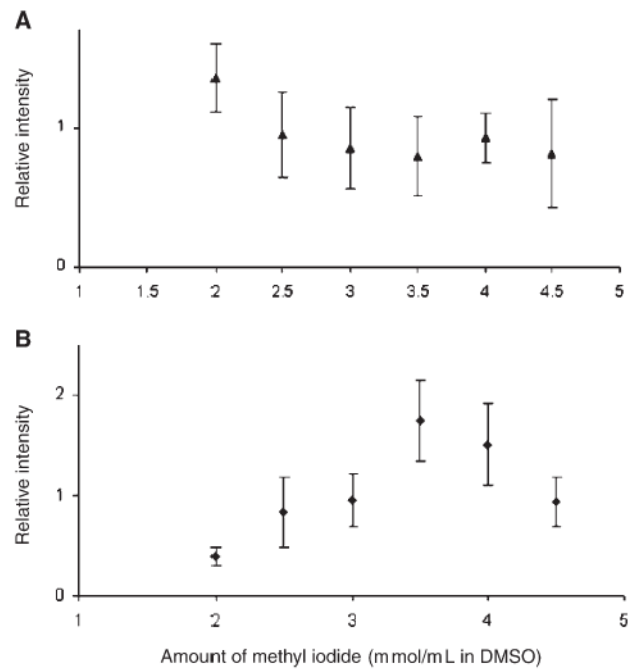 A
Relative intensity
1
0
1 1.5 2 2.5 3 3.5 4 4.5 5
B
Relative intensity
2
1
0
1 2 3 4 5
Amount of methyl iodide (mmol/mL in DMSO)